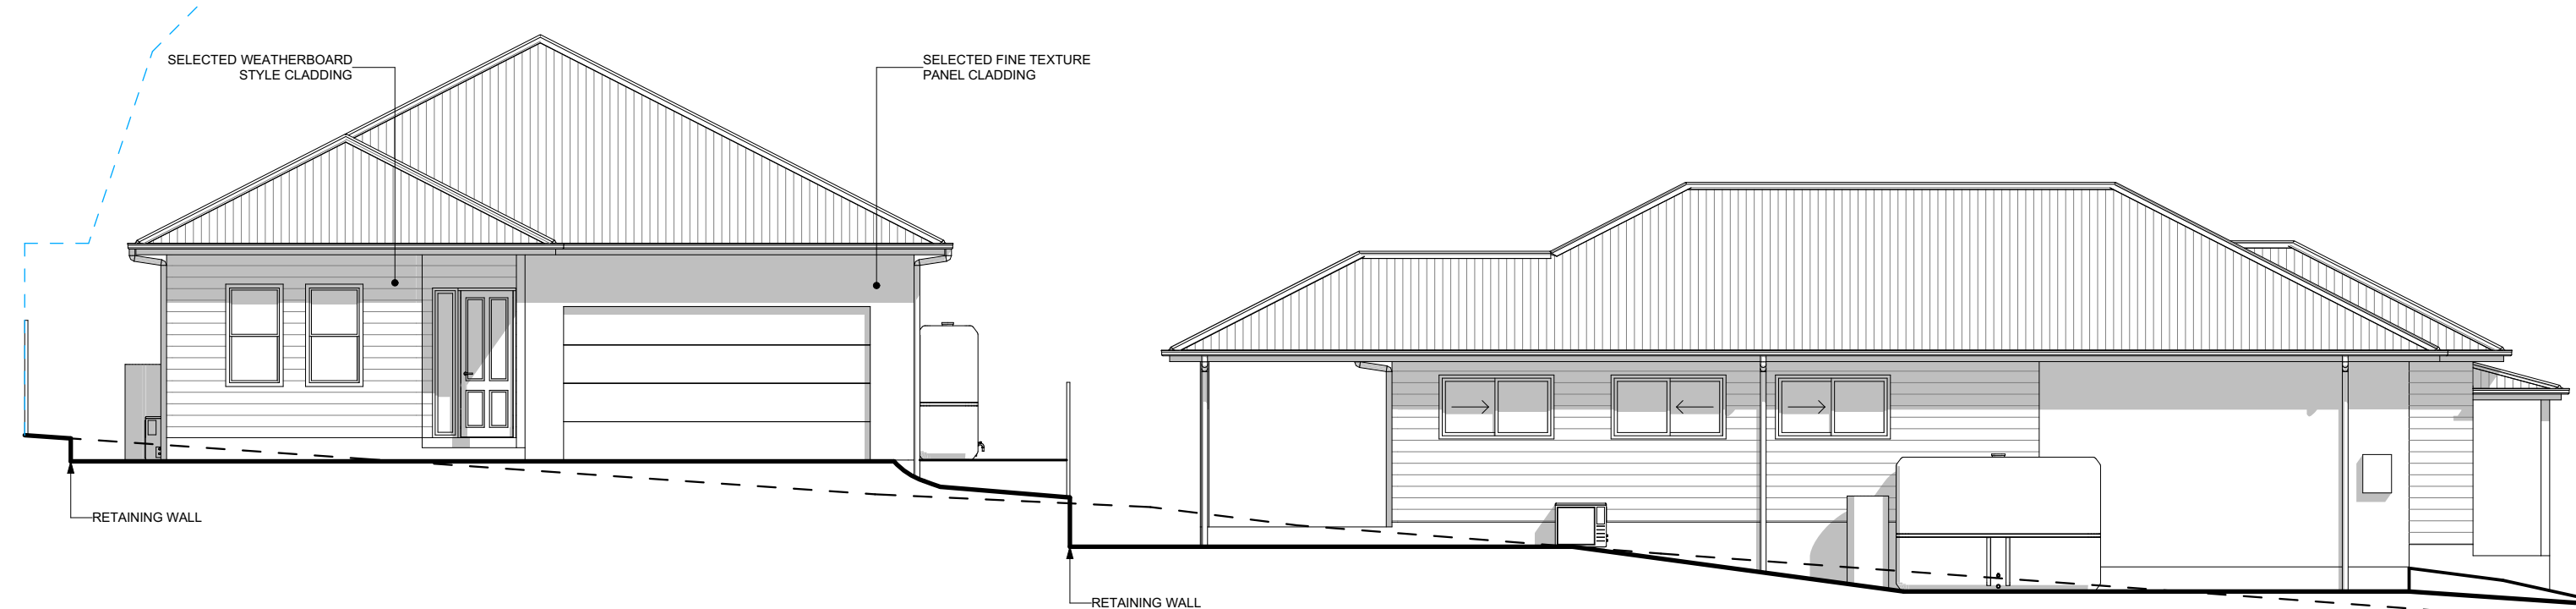 SELECTED WEATHERBOARD
STYLE CLADDING
SELECTED FINE TEXTURE
PANEL CLADDING
RETAINING WALL
RETAINING WALL